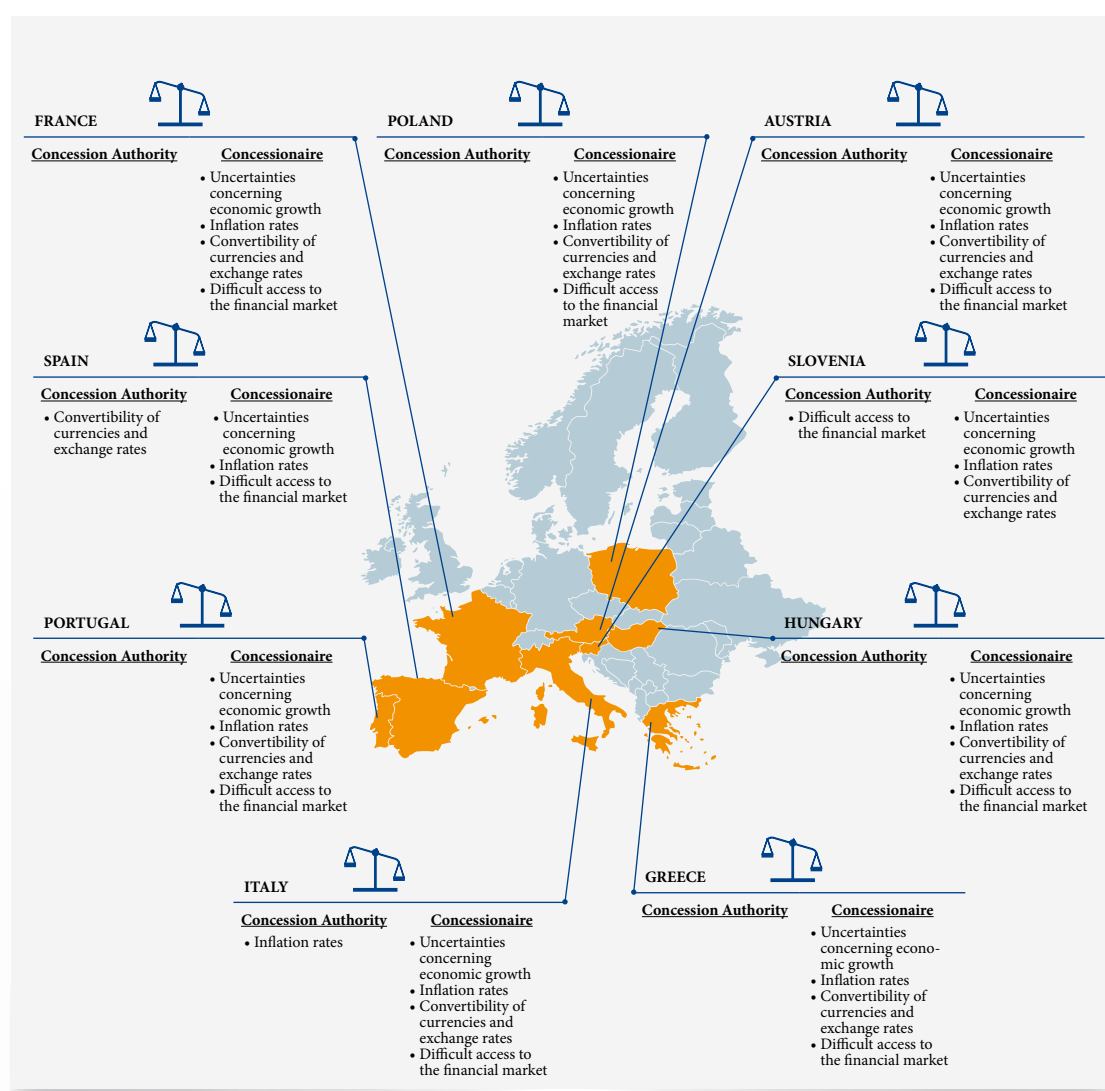 FRANCE
Concession Authority
Concessionaire
• Uncertainties
concerning
economic growth
• Inflation rates
• Convertibility of
currencies and
exchange rates
• Difficult access to
the financial market
POLAND
Concession Authority
Concessionaire
• Uncertainties
concerning
economic growth
• Inflation rates
• Convertibility of
currencies and
exchange rates
• Difficult access
to the financial
market
AUSTRIA
Concession Authority
Concessionaire
• Uncertainties
concerning
economic growth
• Inflation rates
• Convertibility of
currencies and
exchange rates
• Difficult access to
the financial market
SPAIN
Concession Authority
• Convertibility of
currencies and
exchange rates
Concessionaire
• Uncertainties
concerning
economic growth
• Inflation rates
• Difficult access to
the financial market
SLOVENIA
Concession Authority
• Difficult access to
the financial market
Concessionaire
• Uncertainties
concerning
economic growth
• Inflation rates
• Convertibility of
currencies and
exchange rates
PORTUGAL
Concession Authority
Concessionaire
• Uncertainties
concerning
economic growth
• Inflation rates
• Convertibility of
currencies and
exchange rates
• Difficult access to
the financial market
HUNGARY
Concession Authority
Concessionaire
• Uncertainties
concerning
economic growth
• Inflation rates
• Convertibility of
currencies and
exchange rates
• Difficult access to
the financial market
ITALY
Concession Authority
• Inflation rates
Concessionaire
• Uncertainties
concerning
economic growth
• Inflation rates
• Convertibility of
currencies and
exchange rates
• Difficult access to
the financial market
GREECE
Concession Authority
Concessionaire
• Uncertainties
concerning econo-
mic growth
• Inflation rates
• Convertibility of
currencies and
exchange rates
• Difficult access to
the financial market